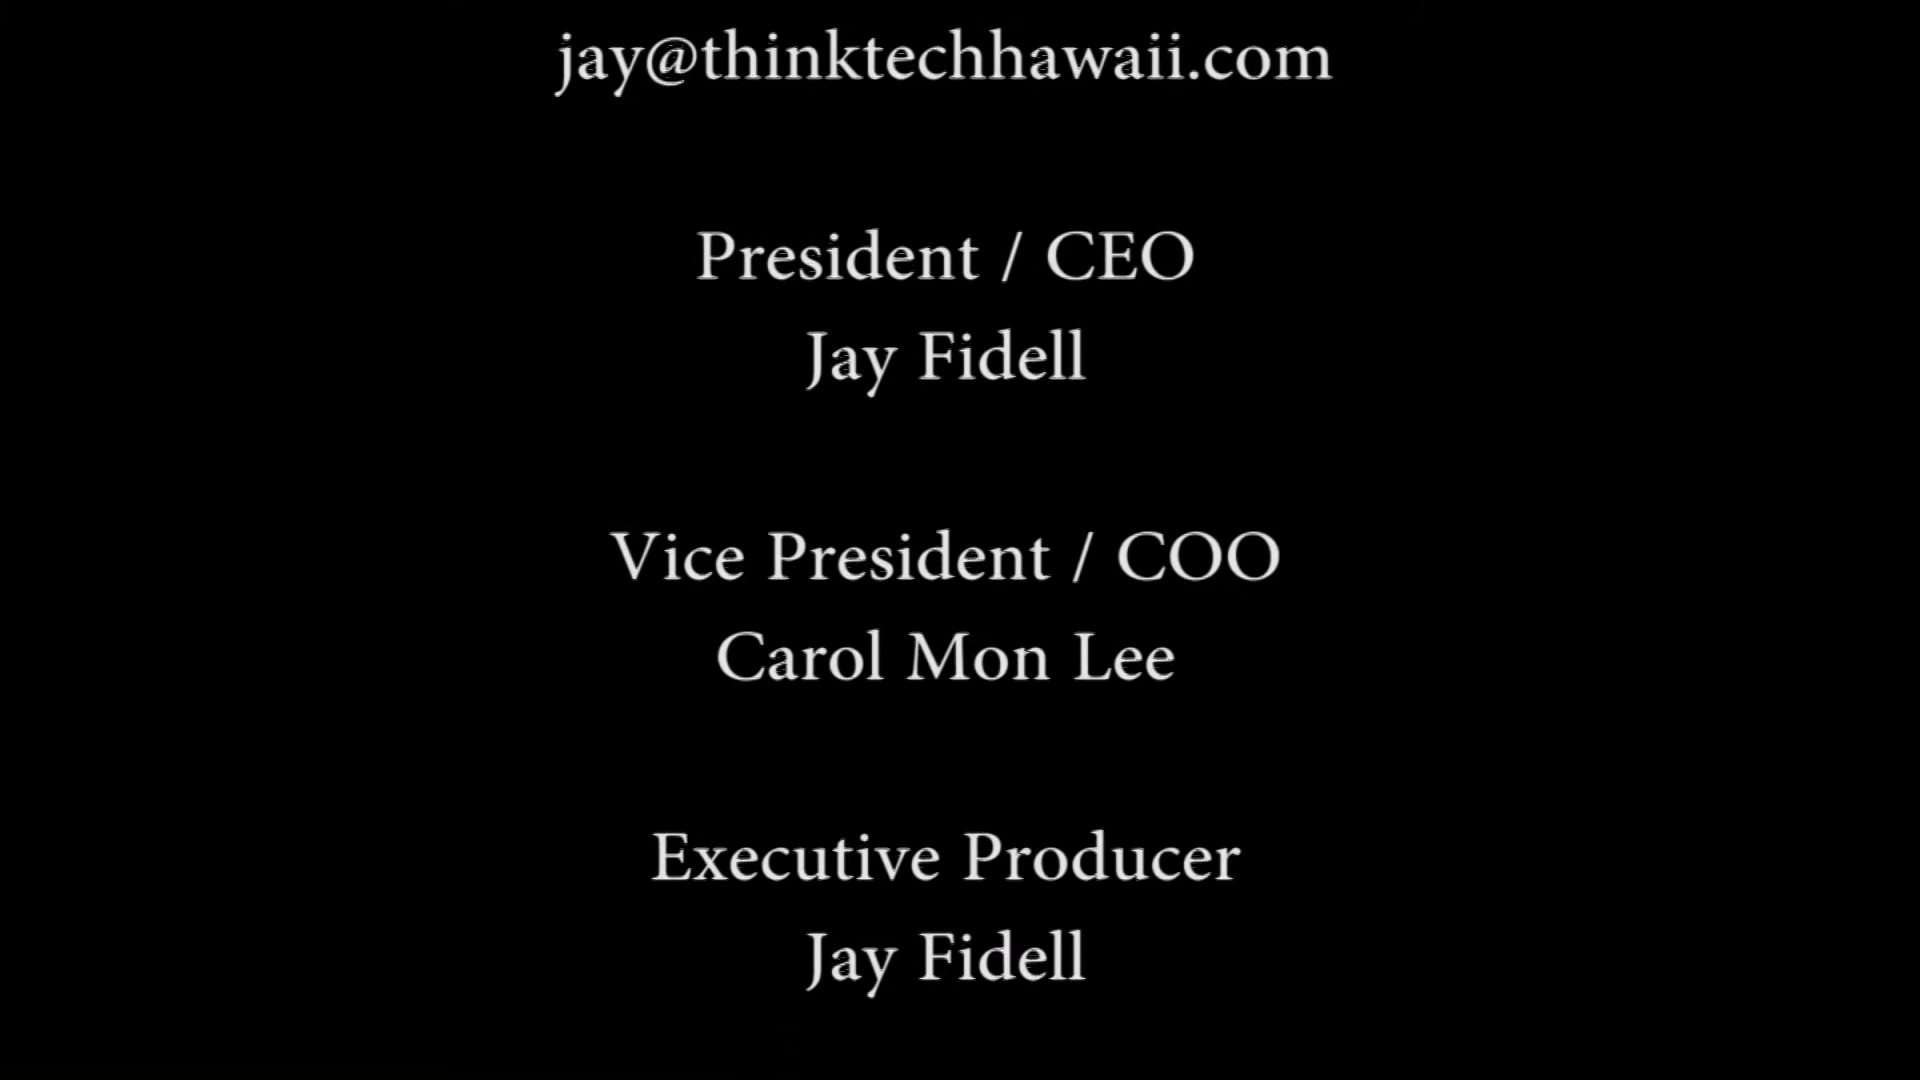 jay@thinktechhawaii.com
President / CEO
Jay Fidell
Vice President / COO
Carol Mon Lee
Executive Producer
Jay Fidell